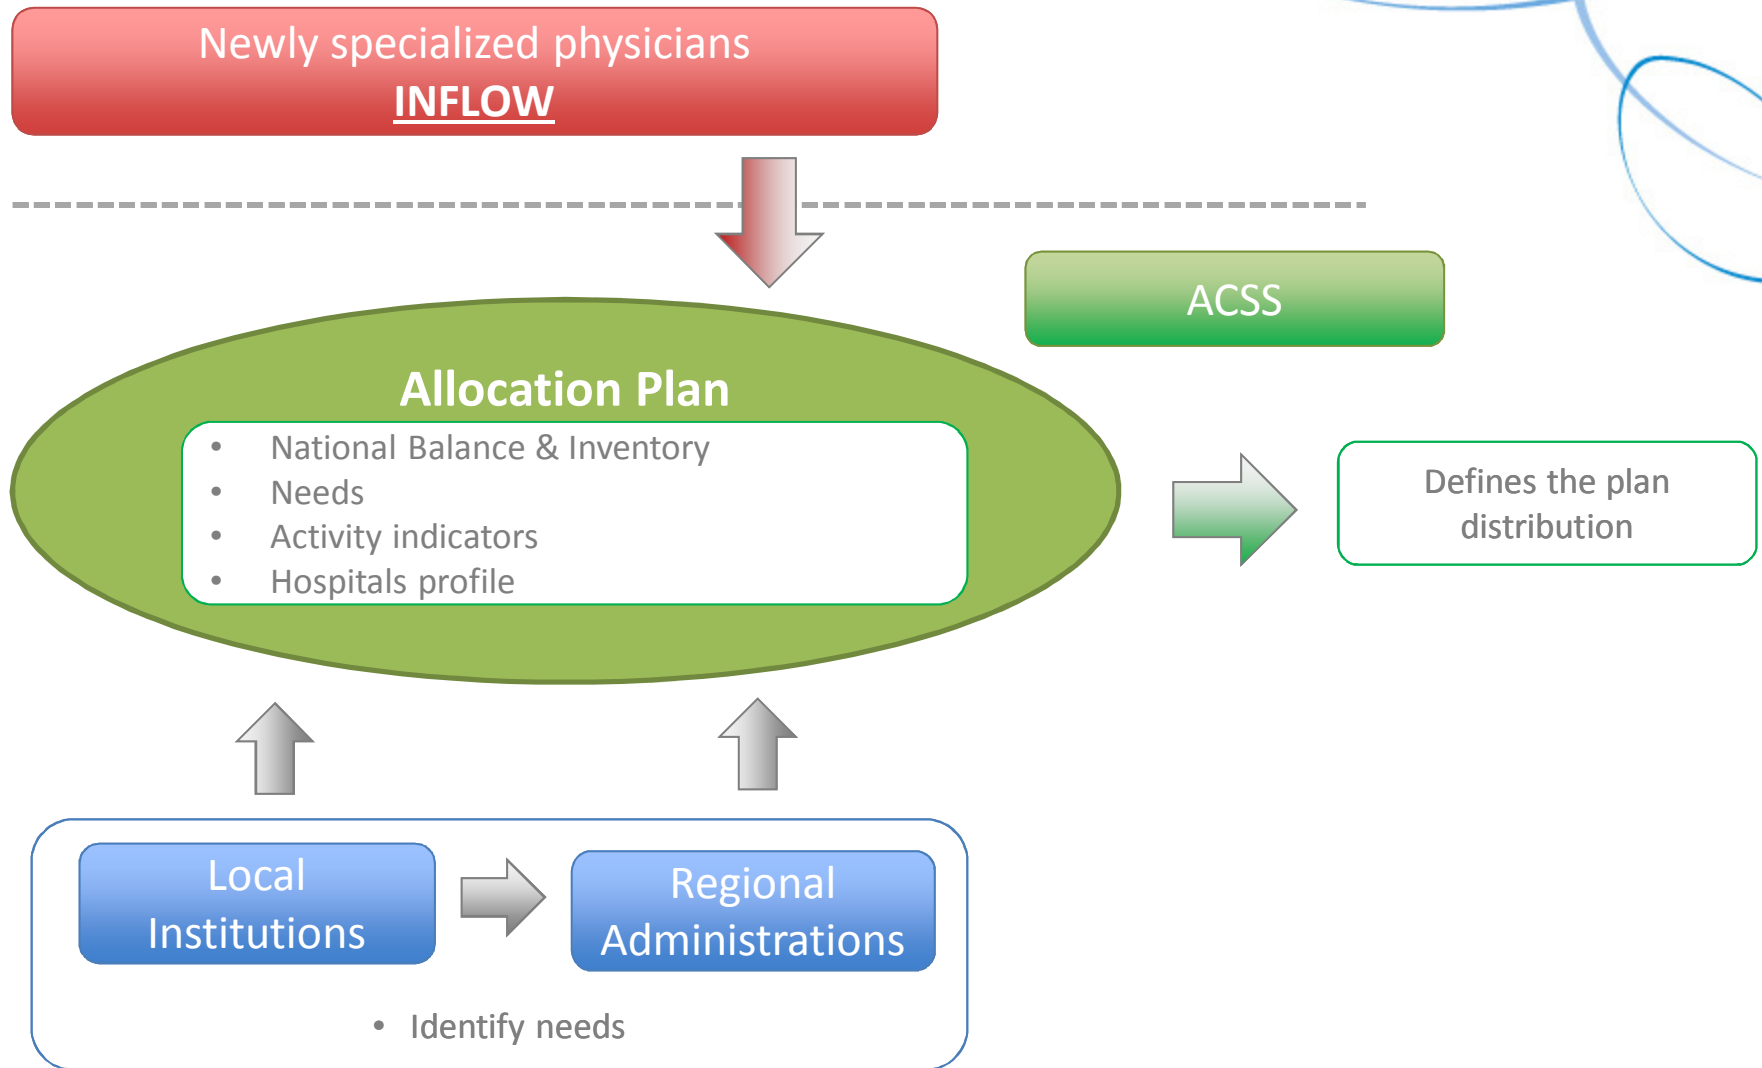 Newly specialized physicians
INFLOW
ACSS
Allocation Plan
• National Balance & Inventory
• Needs
• Activity indicators
• Hospitals profile
Defines the plan
distribution
Local
Institutions
Regional
Administrations
• Identify needs